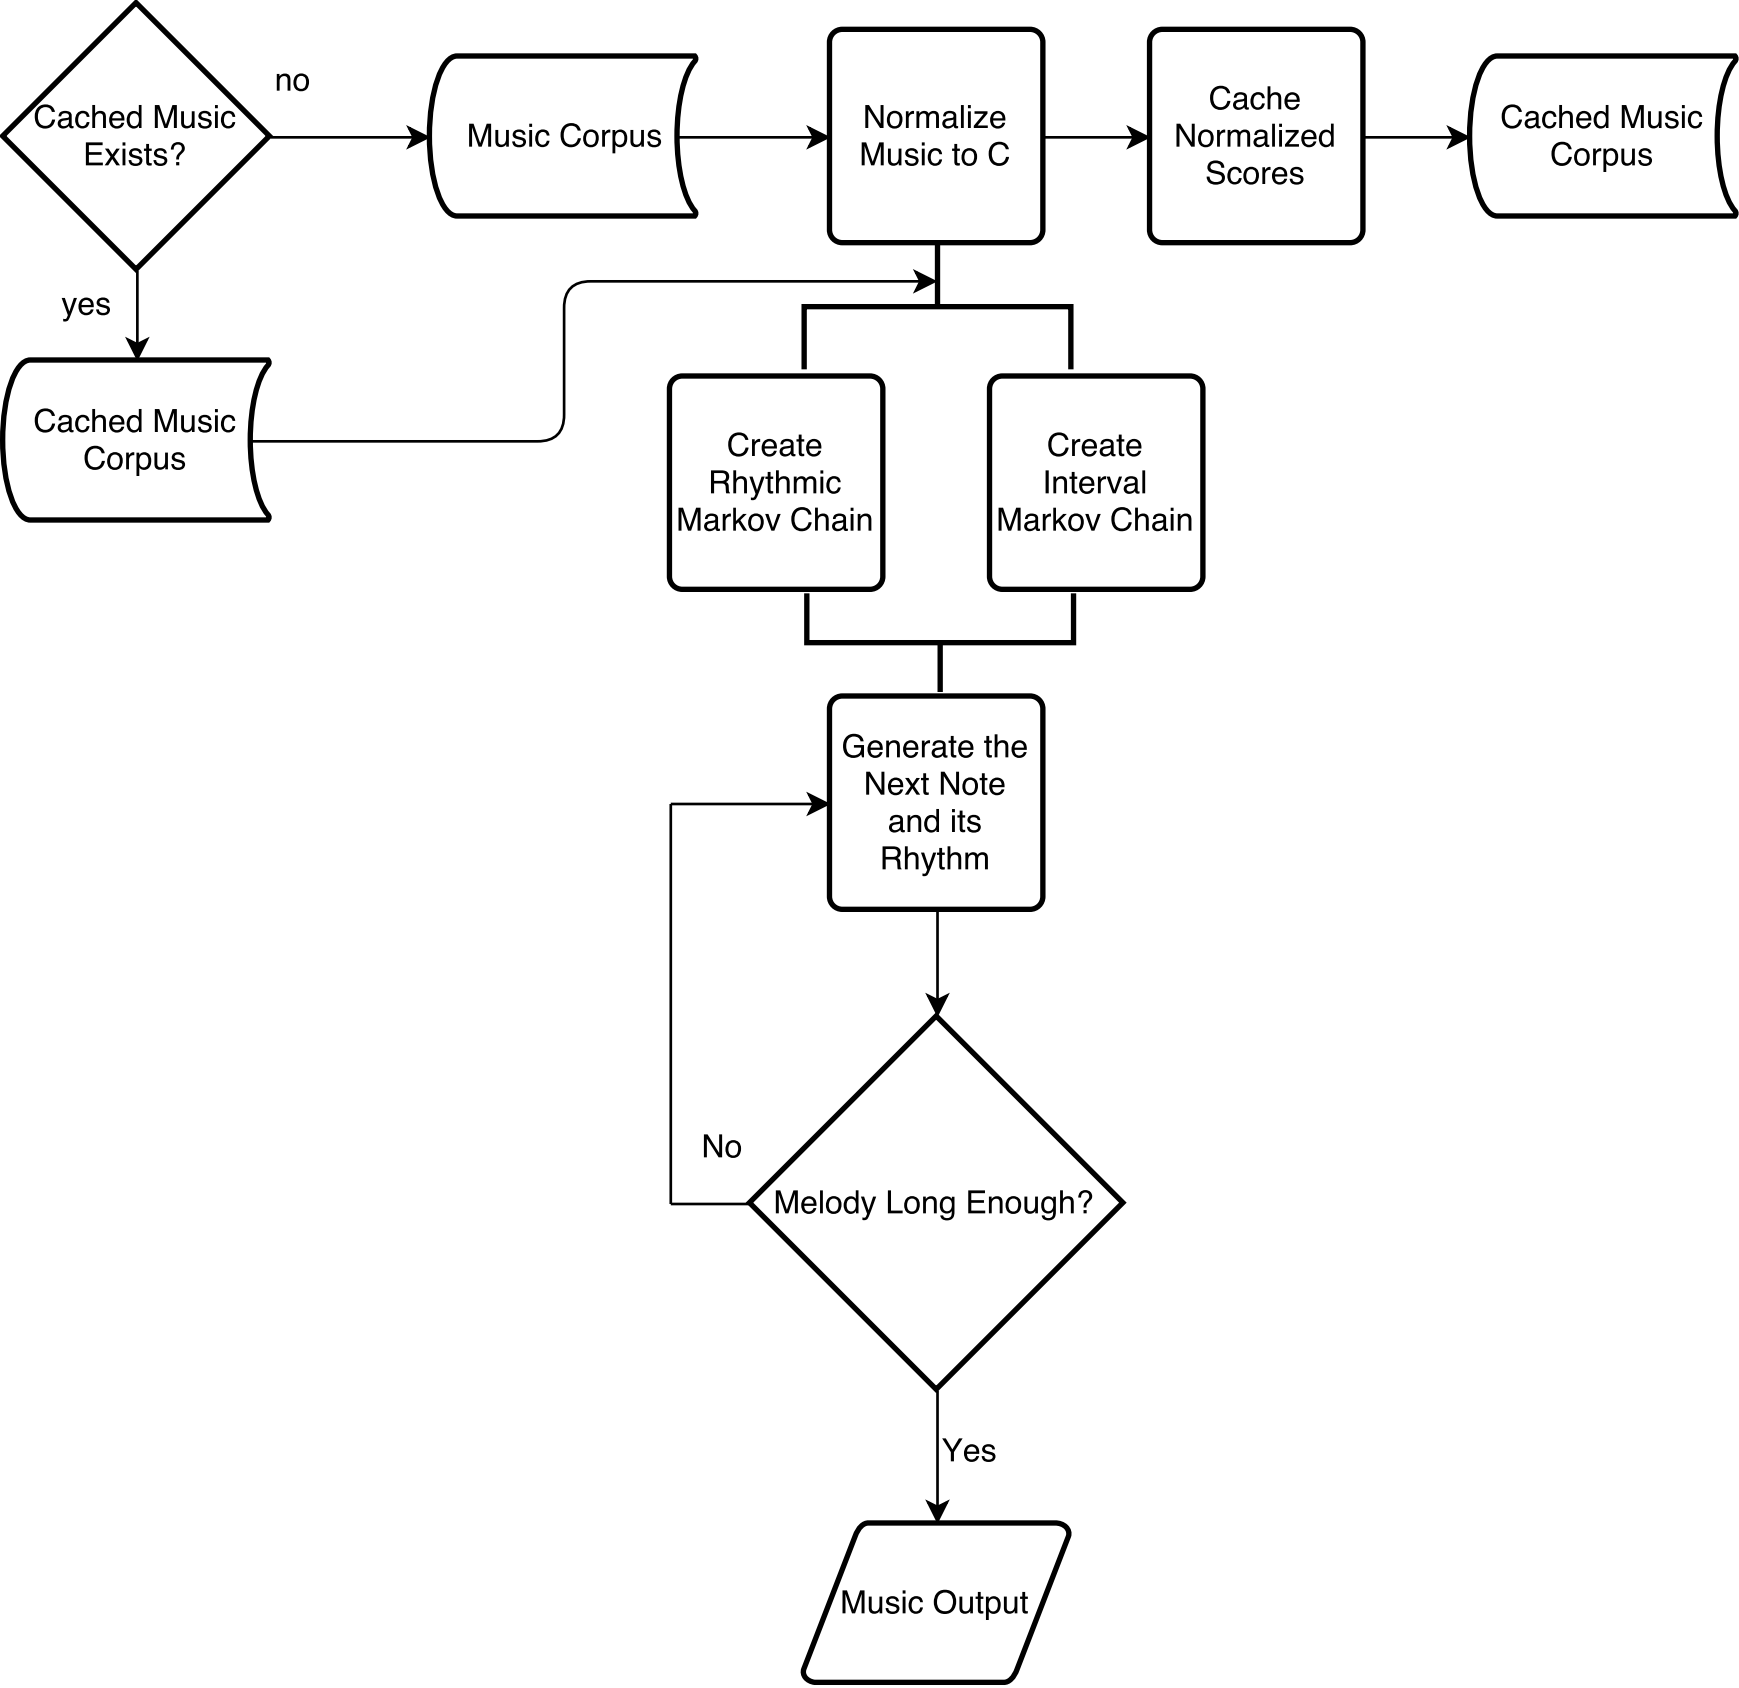 Cached Music
Exists?
no
Music Corpus
Normalize
Music to C
Cache
Normalized
Scores
Cached Music
Corpus
yes
Cached Music
Corpus
Create
Rhythmic
Markov Chain
Create
Interval
Markov Chain
Generate the
Next Note
and its
Rhythm
No
Melody Long Enough?
Yes
Music Output